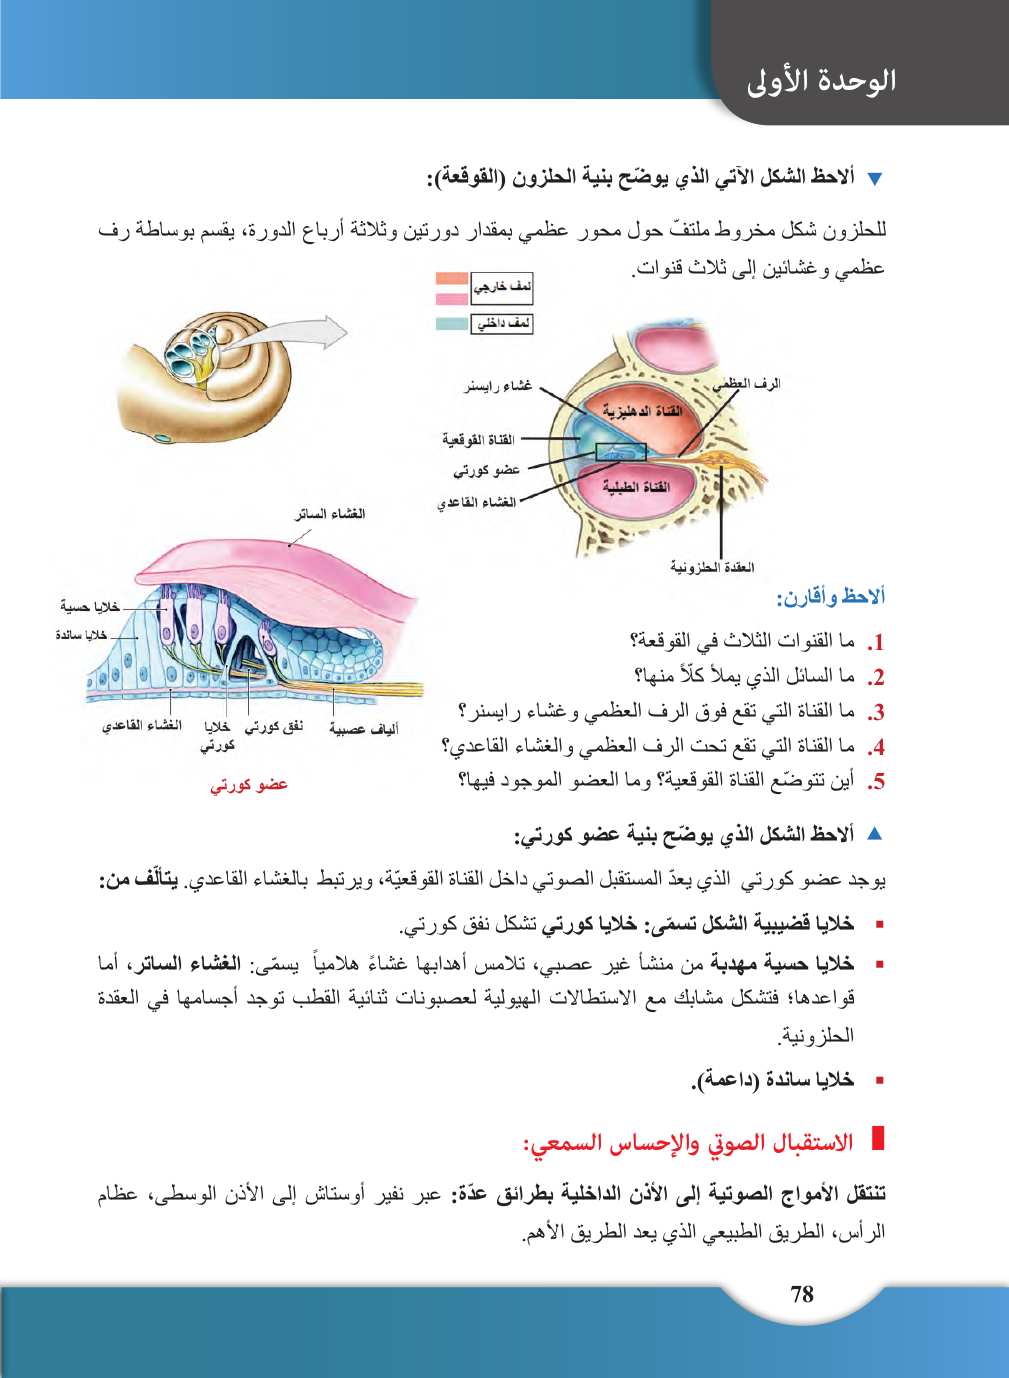 الوحدة الأولى
ألاحظ الشكل الآتي الذي يوضّح بنية الحلزون (القوقعة):
للحلزون شكل مخروط ملتفّ حول محور عظمي بمقدار دورتين وثلاثة أرباع الدورة، يقسم بوساطة رف
عظمي وغشائين إلى ثلاث قنوات.
لمف خارجي
لمف داخلي
غشاء رايسنر
الرف العظمي
القناة الدهليزية
القناة القوقعية
عضو كورتي
القناة الطبلية
الغشاء القاعدي
العقدة الحلزونية
الغشاء الساتر
خلايا حسية
خلايا ساندة
الغشاء القاعدي
خلايا
كورتي
نفق كورتي
ألياف عصبية
عضو كورتي
ألاحظ وأقارن:
1. ما القنوات الثلاث في القوقعة؟
2. ما السائل الذي يملأ كلّاً منها؟
3. ما القناة التي تقع فوق الرف العظمي وغشاء رايسنر؟
4. ما القناة التي تقع تحت الرف العظمي والغشاء القاعدي؟
5. أين تتوضّع القناة القوقعية؟ وما العضو الموجود فيها؟
ألاحظ الشكل الذي يوضّح بنية عضو كورتي:
يوجد عضو كورتي الذي يعدّ المستقبل الصوتي داخل القناة القوقعيّة، ويرتبط بالغشاء القاعدي. يتألّف من:
خلايا قضيبية الشكل تسمّى: خلايا كورتي تشكل نفق كورتي.
خلايا حسية مهدبة من منشأ غير عصبي، تلامس أهدابها غشاءً هلامياً يسمّى: الغشاء الساتر، أما
قواعدها؛ فتشكل مشابك مع الاستطالات الهيولية لعصبونات ثنائية القطب توجد أجسامها في العقدة
الحلزونية.
خلايا ساندة (داعمة).
الاستقبال الصوتي والإحساس السمعي:
تنتقل الأمواج الصوتية إلى الأذن الداخلية بطرائق عدّة: عبر نفير أوستاش إلى الأذن الوسطى، عظام
الرأس، الطريق الطبيعي الذي يعد الطريق الأهم.
78